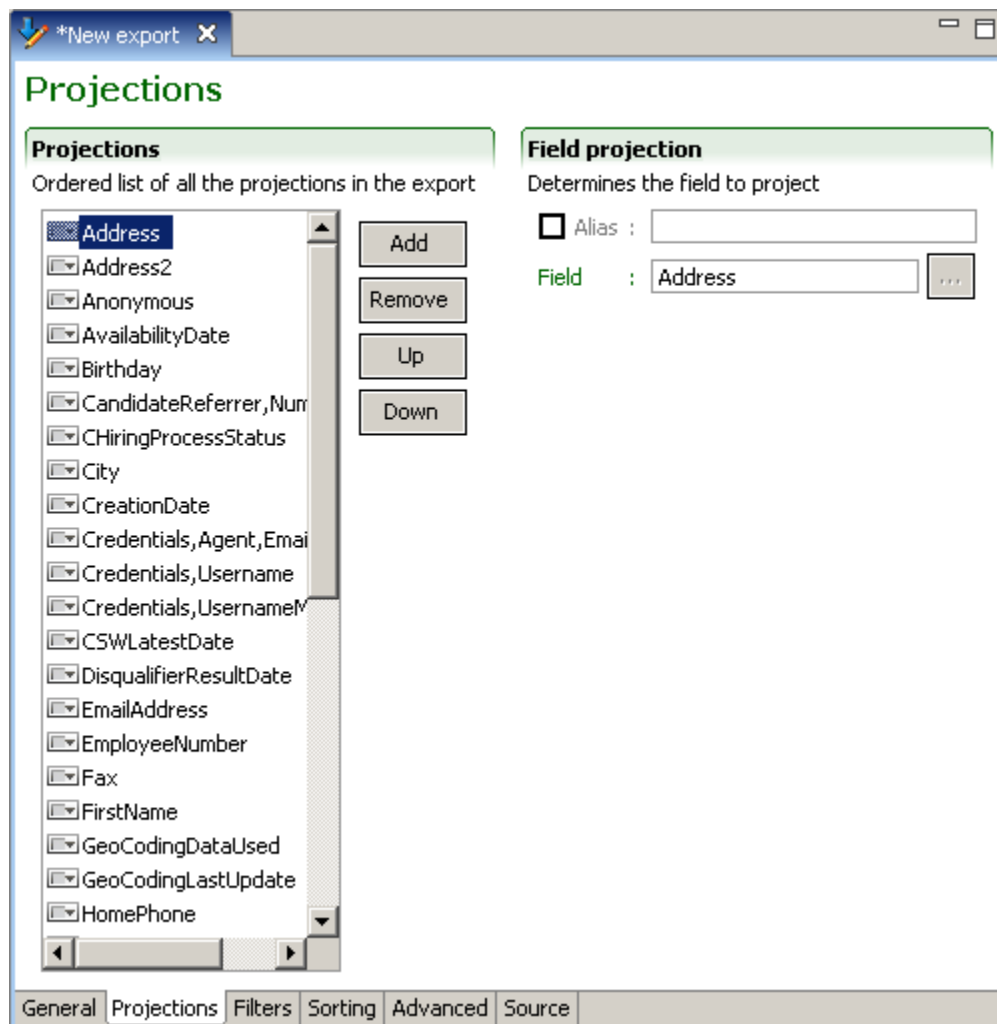 *New export
Projections
Projections
Ordered list of all the projections in the export
Address
Address2
Anonymous
AvailabilityDate
Birthday
CandidateReferrer,Num
CHiringProcessStatus
City
CreationDate
Credentials,Agent,Emai
Credentials,Username
Credentials,UsernameM
CSWLatestDate
DisqualifierResultDate
EmailAddress
EmployeeNumber
Fax
FirstName
GeoCodingDataUsed
GeoCodingLastUpdate
HomePhone
Add
Remove
Up
Down
Field projection
Determines the field to project
Alias :
Field : Address ...
General Projections Filters Sorting Advanced Source